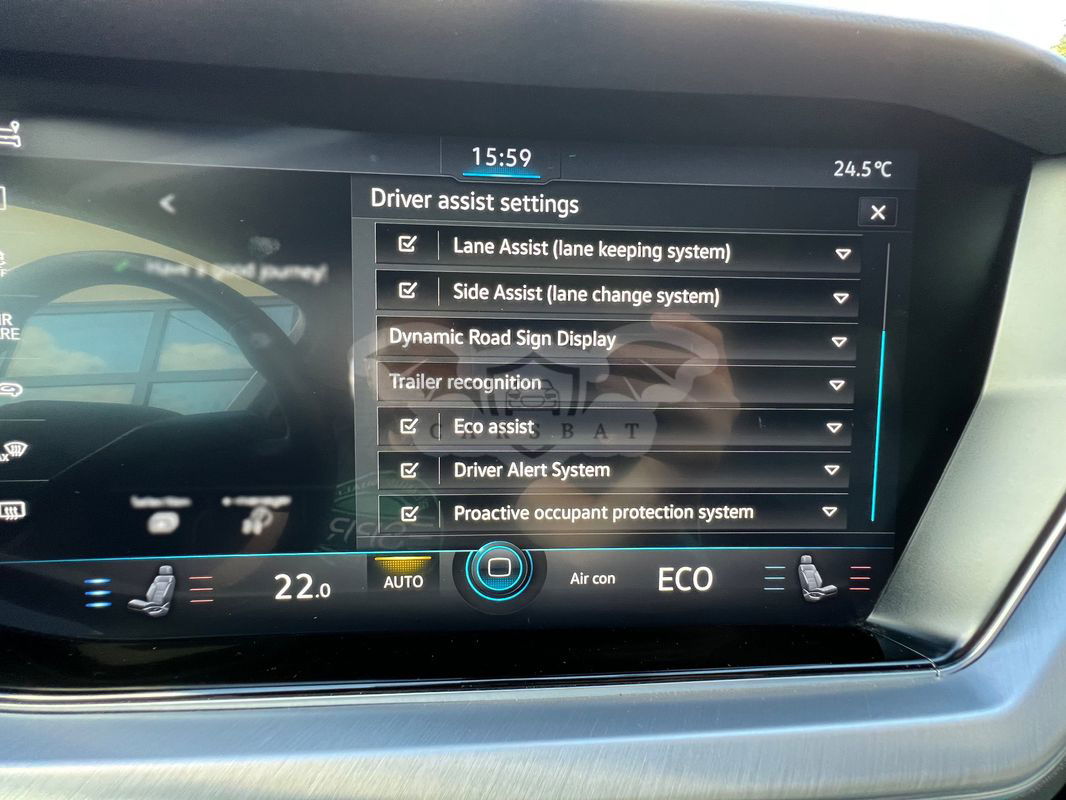 15:59
24.5°C
Driver assist settings
Lane Assist (lane keeping system)
Side Assist (lane change system)
Dynamic Road Sign Display
Trailer recognition
Eco assist
CARSBAT
Driver Alert System
Proactive occupant protection system
Have a good journey!
Selection
22.0
AUTO
Air con
ECO